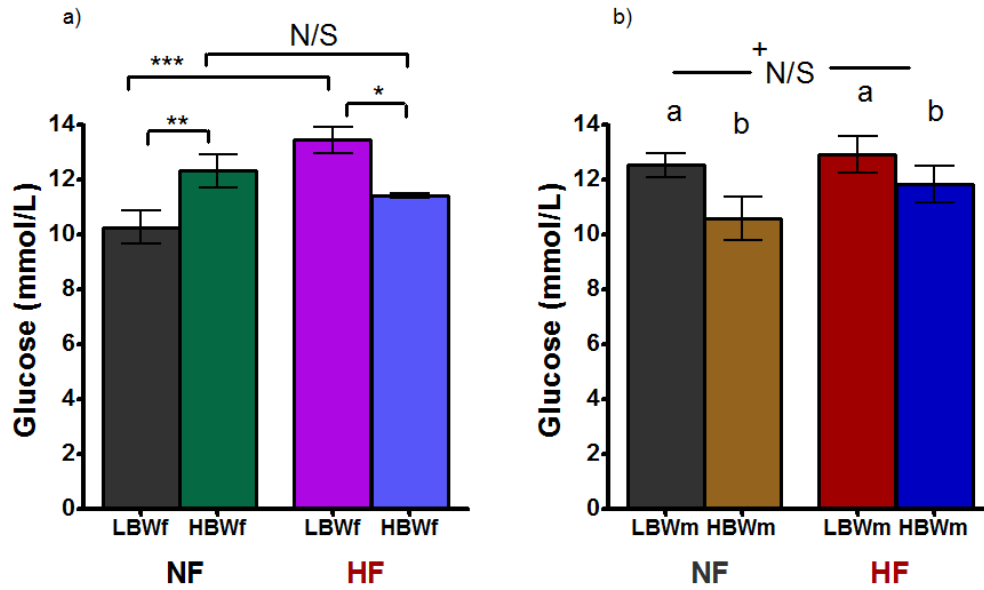 a)
N/S
***
*
**
14
12
10
8
6
4
2
0
Glucose (mmol/L)
LBWf HBWf LBWf HBWf
NF HF
b)
+
N/S
a b a b
14
12
10
8
6
4
2
0
Glucose (mmol/L)
LBWm HBWm LBWm HBWm
NF HF